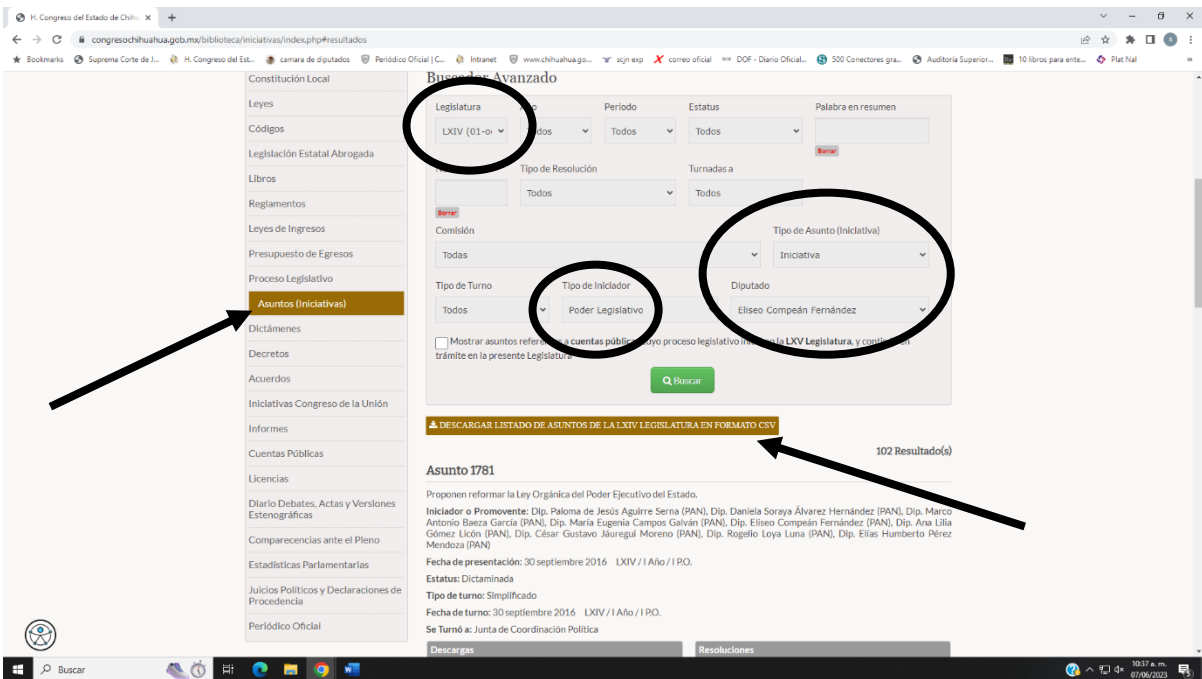 H. Congreso del Estado de Chihu
congresochihuahua.gob.mx/biblioteca/iniciativas/index.php#resultados
Bookmarks Suprema Corte de J... H. Congreso del Est... camara de diputados Periódico Oficial | C... Intranet www.chihuahua.go... scjn exp correo oficial DOF - Diario Oficial... 500 Conectores gra... Auditoría Superior... 10 libros para ente... Plat Nal
Constitución Local
Leyes
Códigos
Legislación Estatal Abrogada
Libros
Reglamentos
Leyes de Ingresos
Presupuesto de Egresos
Proceso Legislativo
Asuntos (Iniciativas)
Dictámenes
Decretos
Acuerdos
Iniciativas Congreso de la Unión
Informes
Cuentas Públicas
Licencias
Diario Debates, Actas y Versiones
Estenográficas
Comparecencias ante el Pleno
Estadísticas Parlamentarias
Juicios Políticos y Declaraciones de
Procedencia
Periódico Oficial
Buscador Avanzado
Legislatura Periodo Estatus Palabra en resumen
LXIV (01-o Todos Todos Todos
Borrar
Tipo de Resolución Turnadas a
Todos Todos
Borrar
Comisión Tipo de Asunto (Iniciativa)
Todas Iniciativa
Tipo de Turno Tipo de Iniciador Diputado
Todos Poder Legislativo Eliseo Compeán Fernández
Mostrar asuntos referentes a cuentas públicas cuyo proceso legislativo en la LXV Legislatura, y
trámite en la presente Legislatura
Buscar
DESCARGAR LISTADO DE ASUNTOS DE LA LXIV LEGISLATURA EN FORMATO CSV
102 Resultado(s)
Asunto 1781
Proponen reformar la Ley Orgánica del Poder Ejecutivo del Estado.
Iniciador o Promovente: Dip. Paloma de Jesús Aguirre Serna (PAN), Dip. Daniela Soraya Álvarez Hernández (PAN), Dip. Marco
Antonio Baeza García (PAN), Dip. María Eugenia Campos Galván (PAN), Dip. Eliseo Compeán Fernández (PAN), Dip. Ana Lilia
Gómez Licón (PAN), Dip. César Gustavo Jáuregui Moreno (PAN), Dip. Rogelio Loya Luna (PAN), Dip. Elías Humberto Pérez
Mendoza (PAN)
Fecha de presentación: 30 septiembre 2016 LXIV / I Año / I P.O.
Estatus: Dictaminada
Tipo de turno: Simplificado
Fecha de turno: 30 septiembre 2016 LXIV / I Año / I P.O.
Se Turnó a: Junta de Coordinación Política
Descargas Resoluciones
Buscar
10:37 a. m.
07/06/2023